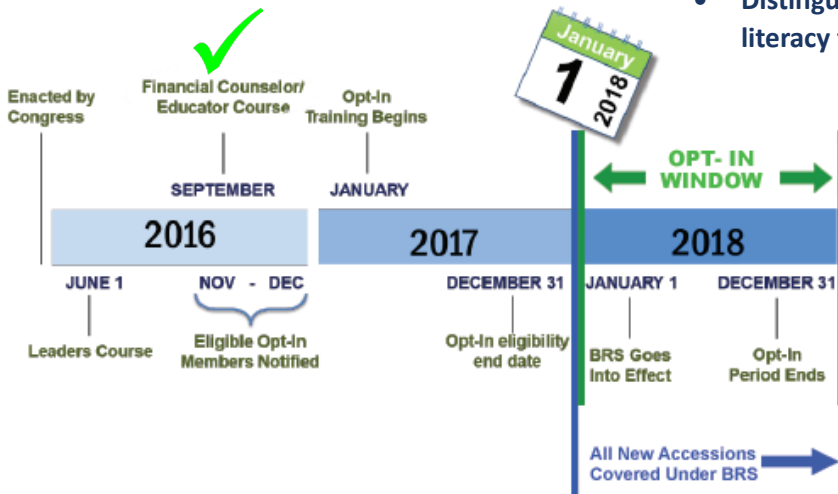 • Distingu
literacy
January
1
2018
Enacted by
Congress
Financial Counselor/
Educator Course
Opt-In
Training Begins
OPT- IN
WINDOW
SEPTEMBER
JANUARY
2016
2017
2018
JUNE 1
NOV - DEC
DECEMBER 31
JANUARY 1
DECEMBER 31
Leaders Course
Eligible Opt-In
Members Notified
Opt-In eligibility
end date
BRS Goes
Into Effect
Opt-In
Period Ends
All New Accessions
Covered Under BRS